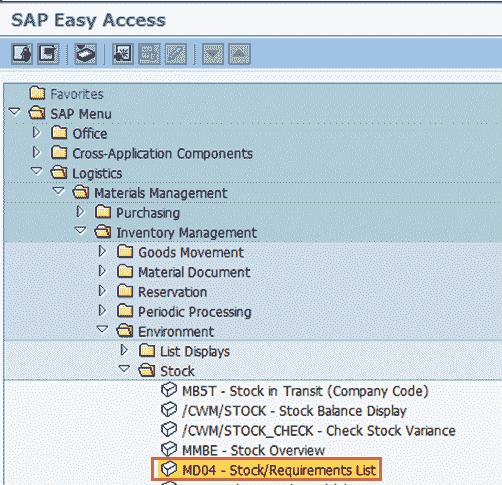 SAP Easy Access
Favorites
SAP Menu
Office
Cross-Application Components
Logistics
Materials Management
Purchasing
Inventory Management
Goods Movement
Material Document
Reservation
Periodic Processing
Environment
List Displays
Stock
MB5T - Stock in Transit (Company Code)
/CWM/STOCK - Stock Balance Display
/CWM/STOCK_CHECK - Check Stock Variance
MMBE - Stock Overview
MD04 - Stock/Requirements List